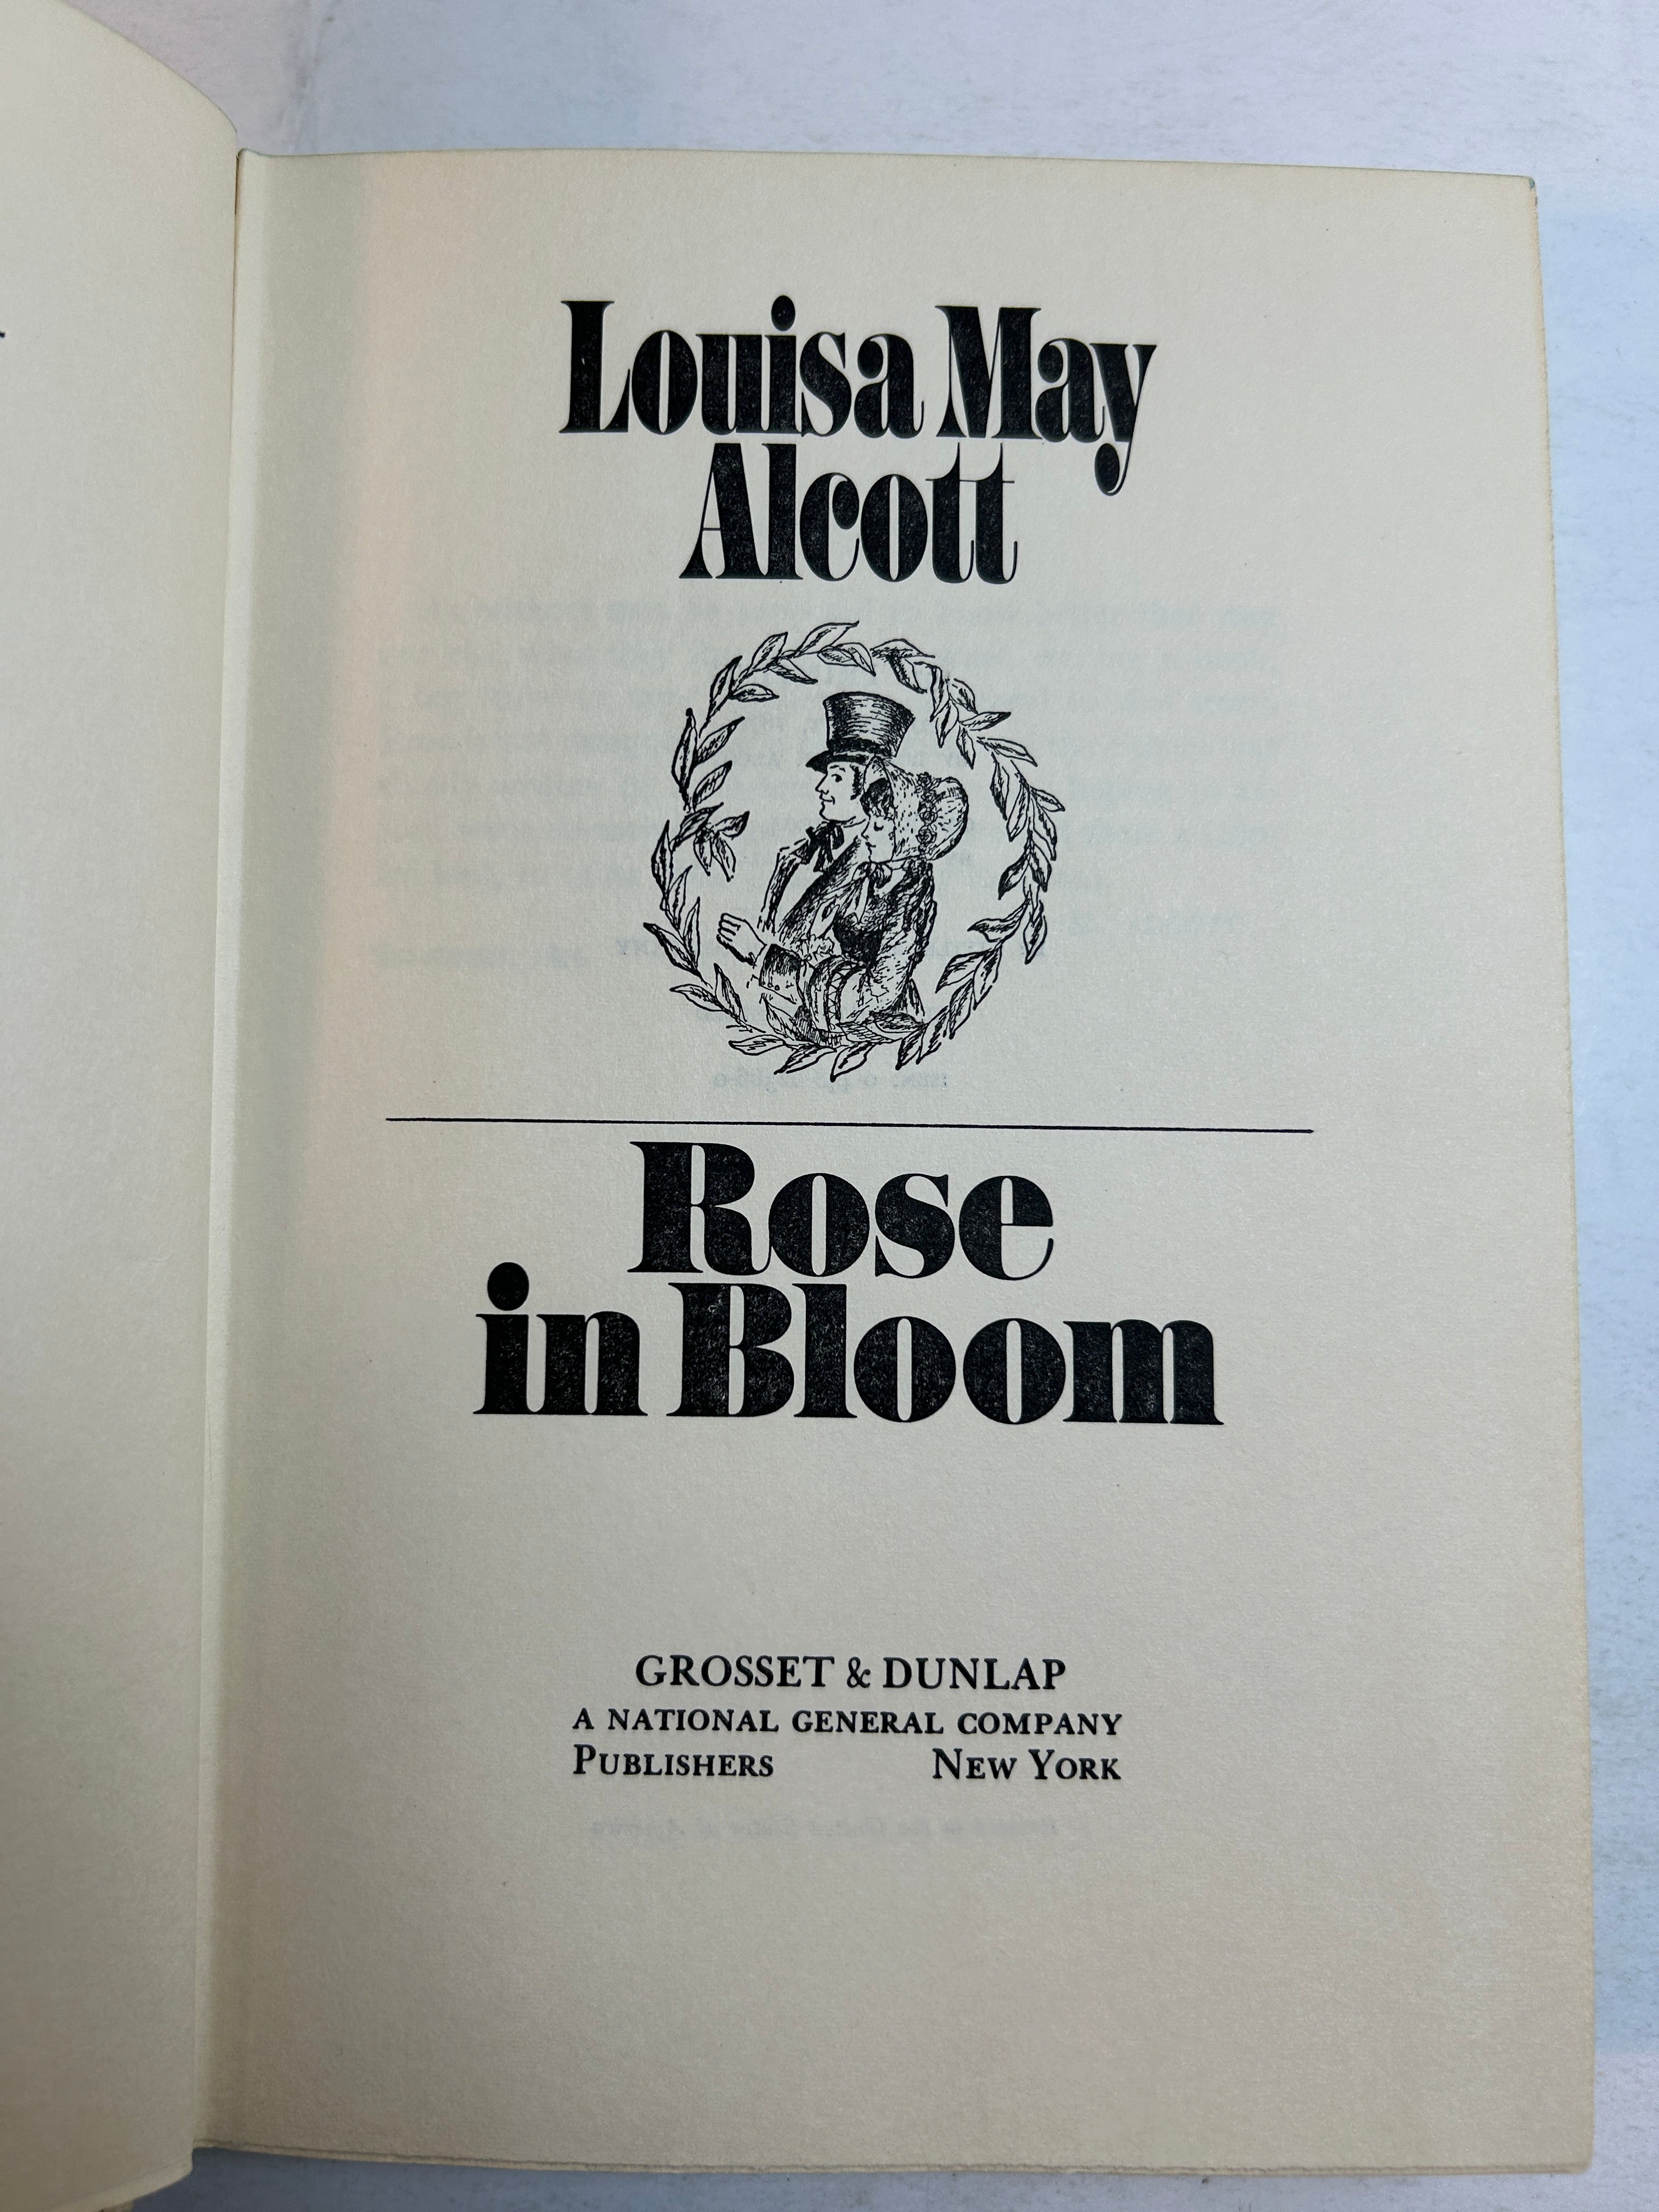 Louisa May
Alcott
Rose
in Bloom
GROSSET & DUNLAP
A NATIONAL GENERAL COMPANY
PUBLISHERS NEW YORK